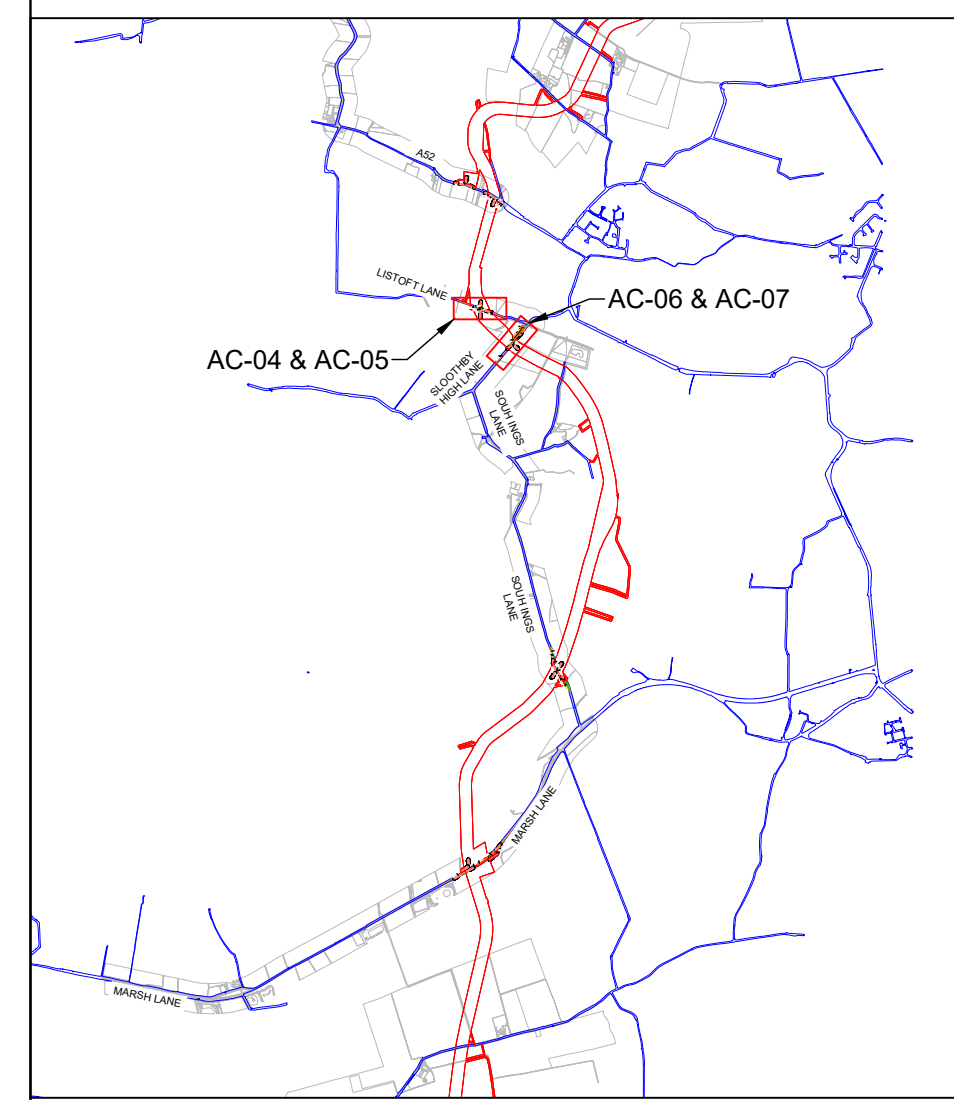 A52
LISTOFT LANE
AC-06 & AC-07
AC-04 & AC-05
SLOOTHBY
HIGH LANE
SOUH INGS
LANE
SOUH INGS
LANE
MARSH LANE
MARSH LANE